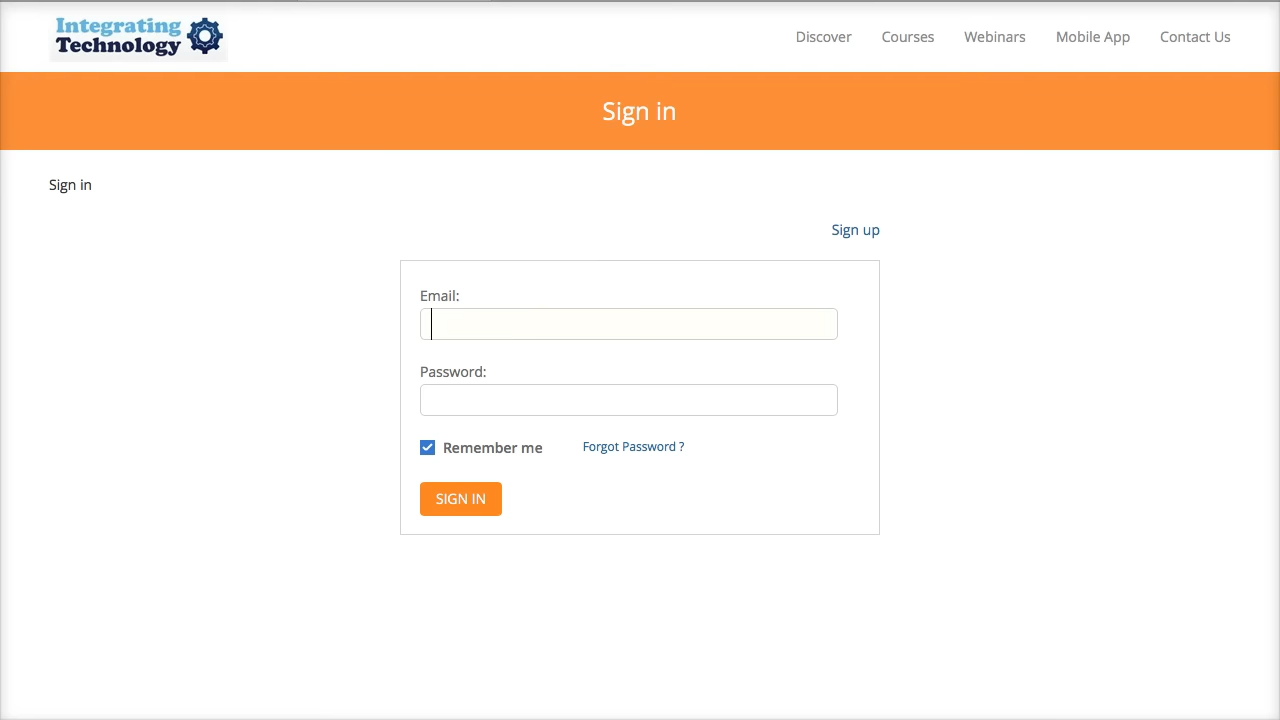 Integrating
Technology
Discover Courses Webinars Mobile App Contact Us
Sign in
Sign in
Sign up
Email:
Password:
Remember me Forgot Password ?
SIGN IN